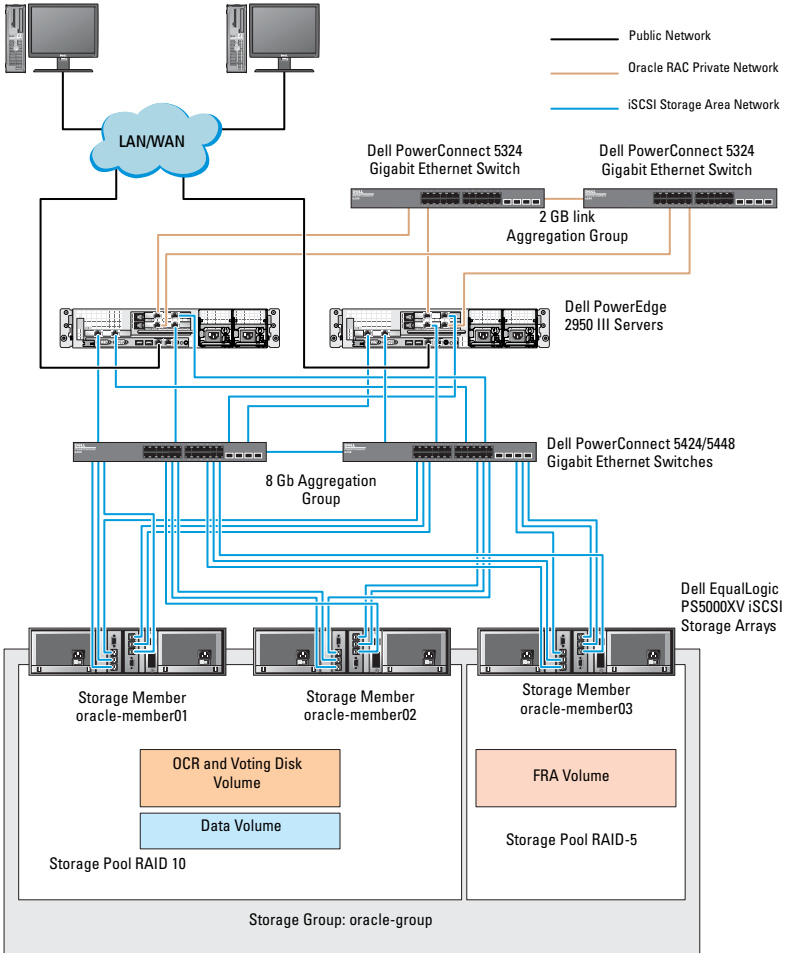 Public Network
Oracle RAC Private Network
iSCSI Storage Area Network
LAN/WAN
Dell PowerConnect 5324
Gigabit Ethernet Switch
Dell PowerConnect 5324
Gigabit Ethernet Switch
2 GB link
Aggregation Group
Dell PowerEdge
2950 III Servers
Dell PowerConnect 5424/5448
Gigabit Ethernet Switches
8 Gb Aggregation
Group
Dell EqualLogic
PS5000XV iSCSI
Storage Arrays
Storage Member
oracle-member01
Storage Member
oracle-member02
Storage Member
oracle-member03
OCR and Voting Disk
Volume
FRA Volume
Data Volume
Storage Pool RAID 10
Storage Pool RAID-5
Storage Group: oracle-group